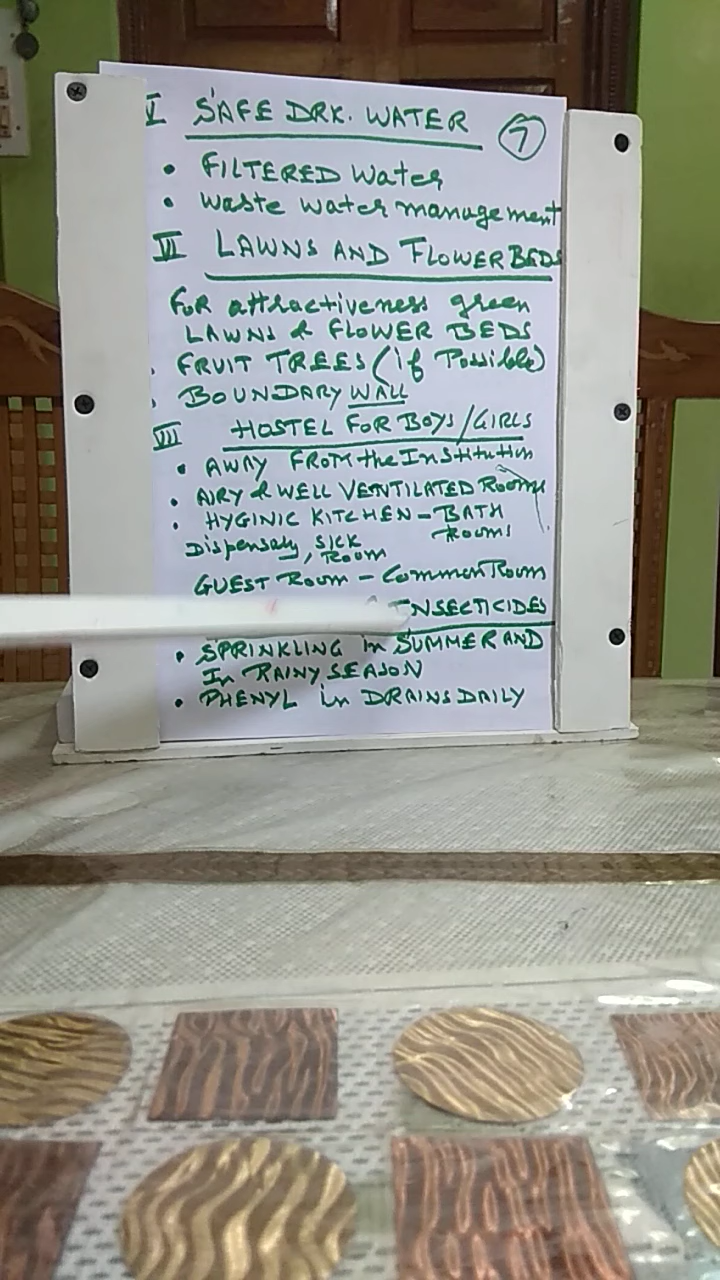 V SAFE DRK. WATER 7
• FILTERED Water
• Waste water management
VI LAWNS AND FLOWER BEDS
FOR attractiveness green
LAWNS & FLOWER BEDS
. FRUIT TREES (if Possible)
. BOUNDARY WALL
VII HOSTEL FOR BOYS/GIRLS
• AWAY FROM the INStitution
• AIRY & WELL VENTILATED Rooms
• HYGINIC KITCHEN - BATH
Rooms
Dispensary, SICK
Room
GUEST Room - Common Room
INSECTICIDES
• SPRINKLING in SUMMER AND
In RAINY SEASON
• PHENYL in DRAINS DAILY